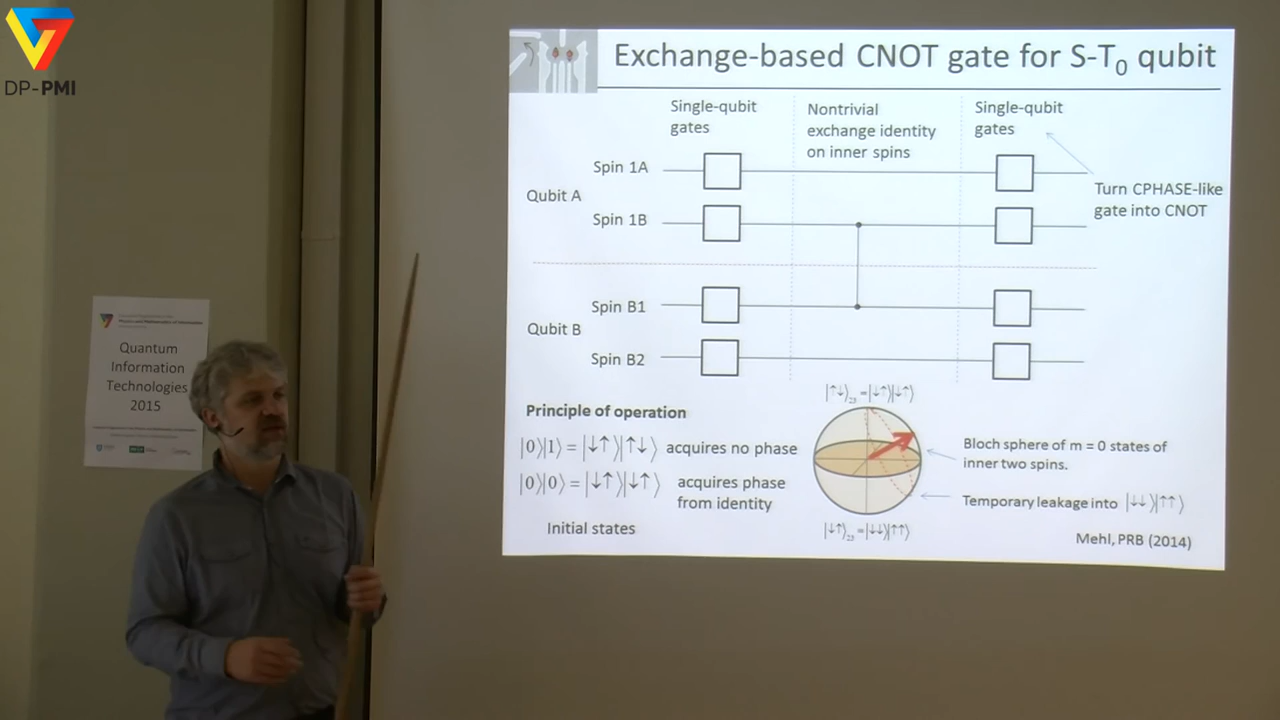 DP-PMI
Exchange-based CNOT gate for S-T₀ qubit
Single-qubit
gates
Nontrivial
exchange identity
on inner spins
Single-qubit
gates
Turn CPHASE-like
gate into CNOT
Spin 1A
Qubit A
Spin 1B
Spin B1
Qubit B
Spin B2
Principle of operation
|0⟩|1⟩ = |↓↑⟩|↑↓⟩ acquires no phase
|0⟩|0⟩ = |↓↑⟩|↓↑⟩ acquires phase
from identity
Initial states
|↑↓⟩₂₃ = |↓↑⟩|↓↑⟩
|↓↑⟩₂₃ = |↓↓⟩|↑↑⟩
Bloch sphere of m = 0 states of
inner two spins.
Temporary leakage into |↓↓⟩|↑↑⟩
Mehl, PRB (2014)
Quantum
Information
Technologies
2015